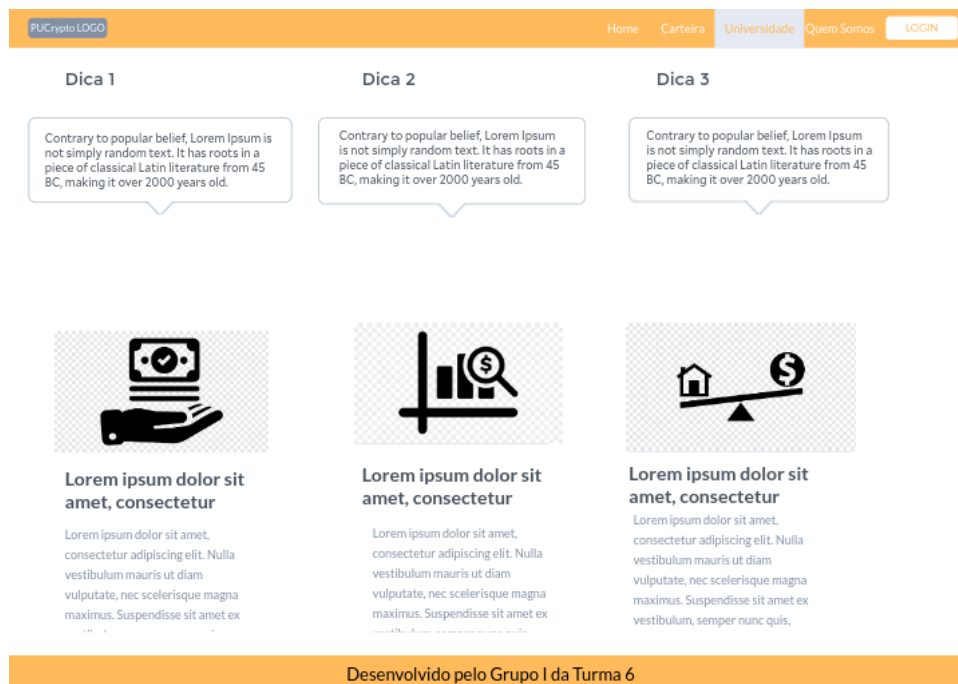 PUCrypto LOGO
Home Carteira Universidade Quem Somos LOGIN
Dica 1
Dica 2
Dica 3
Contrary to popular belief, Lorem Ipsum is
not simply random text. It has roots in a
piece of classical Latin literature from 45
BC, making it over 2000 years old.
Contrary to popular belief, Lorem Ipsum
is not simply random text. It has roots in a
piece of classical Latin literature from 45
BC, making it over 2000 years old.
Contrary to popular belief, Lorem Ipsum
is not simply random text. It has roots in a
piece of classical Latin literature from 45
BC, making it over 2000 years old.
$
$
Lorem ipsum dolor sit
amet, consectetur
Lorem ipsum dolor sit amet,
consectetur adipiscing elit. Nulla
vestibulum mauris ut diam
vulputate, nec scelerisque magna
maximus. Suspendisse sit amet ex
Lorem ipsum dolor sit
amet, consectetur
Lorem ipsum dolor sit amet,
consectetur adipiscing elit. Nulla
vestibulum mauris ut diam
vulputate, nec scelerisque magna
maximus. Suspendisse sit amet ex
Lorem ipsum dolor sit
amet, consectetur
Lorem ipsum dolor sit amet,
consectetur adipiscing elit. Nulla
vestibulum mauris ut diam
vulputate, nec scelerisque magna
maximus. Suspendisse sit amet ex
vestibulum, semper nunc quis,
Desenvolvido pelo Grupo I da Turma 6